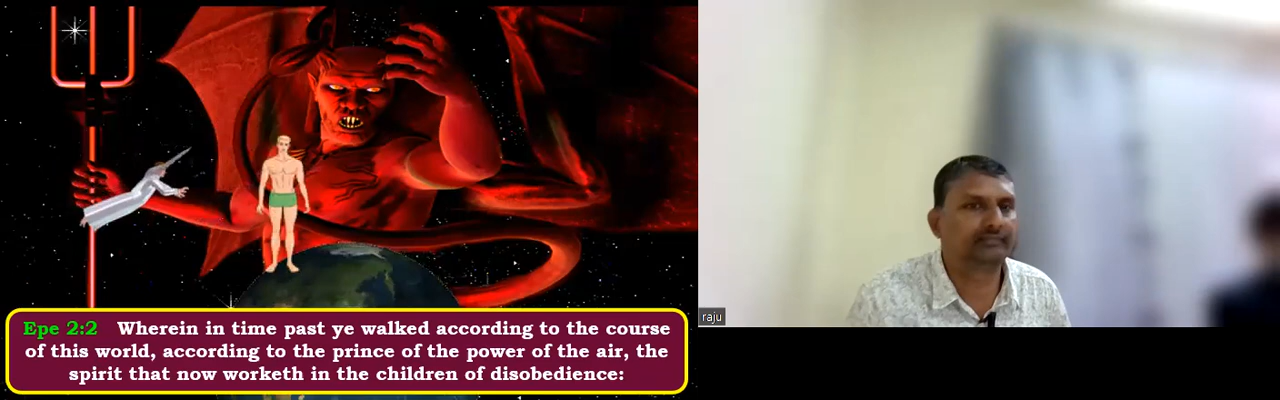 Epe 2:2 Wherein in time past ye walked according to the course
of this world, according to the prince of the power of the air, the
spirit that now worketh in the children of disobedience:
raju